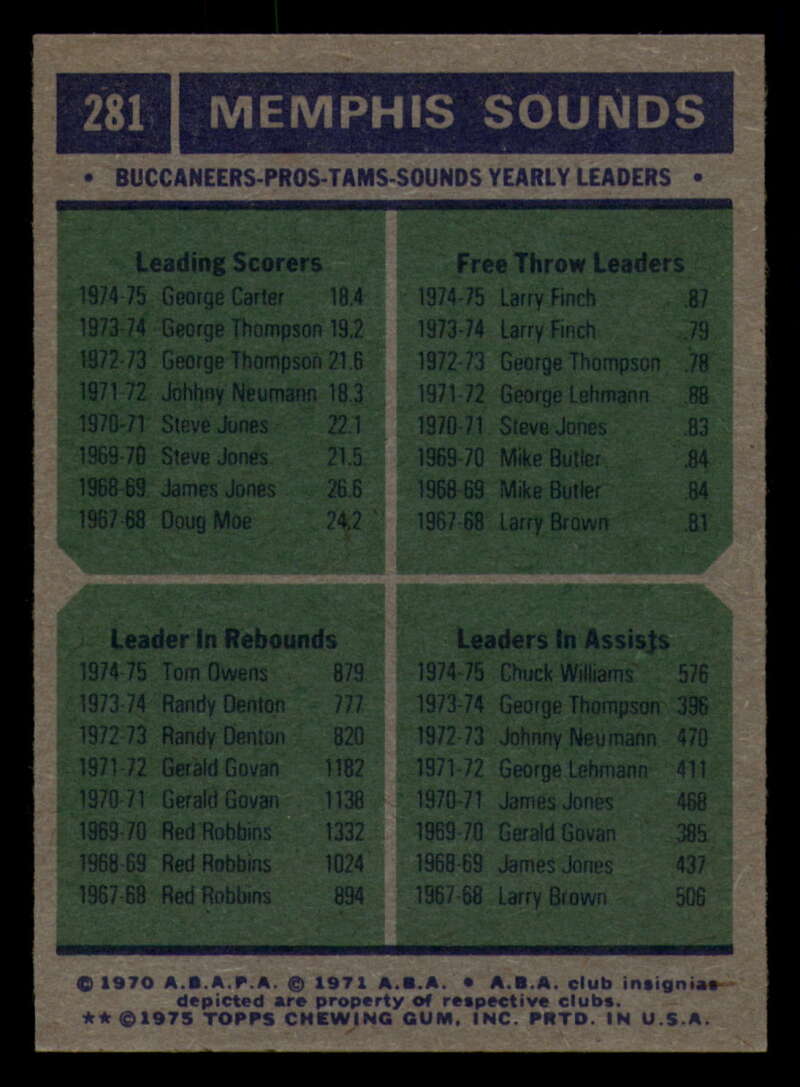 281 MEMPHIS SOUNDS
• BUCCANEERS-PROS-TAMS-SOUNDS YEARLY LEADERS •
Leading Scorers
1974-75 George Carter 18.4
1973-74 George Thompson 19.2
1972-73 George Thompson 21.6
1971-72 Johnny Neumann 18.3
1970-71 Steve Jones 22.1
1969-70 Steve Jones 21.5
1968-69 James Jones 26.6
1967-68 Doug Moe 24.2
Free Throw Leaders
1974-75 Larry Finch .87
1973-74 Larry Finch .79
1972-73 George Thompson .78
1971-72 George Lehmann .88
1970-71 Steve Jones .83
1969-70 Mike Butler .84
1968-69 Mike Butler .84
1967-68 Larry Brown .81
Leader In Rebounds
1974-75 Tom Owens 879
1973-74 Randy Denton 777
1972-73 Randy Denton 820
1971-72 Gerald Govan 1182
1970-71 Gerald Govan 1138
1969-70 Red Robbins 1332
1968-69 Red Robbins 1024
1967-68 Red Robbins 894
Leaders In Assists
1974-75 Chuck Williams 576
1973-74 George Thompson 396
1972-73 Johnny Neumann 470
1971-72 George Lehmann 411
1970-71 James Jones 468
1969-70 Gerald Govan 385
1968-69 James Jones 437
1967-68 Larry Brown 506
© 1970 A.B.A.P.A. © 1971 A.B.A. • A.B.A. club insignias
depicted are property of respective clubs.
** © 1975 TOPPS CHEWING GUM, INC. PRTD. IN U.S.A.